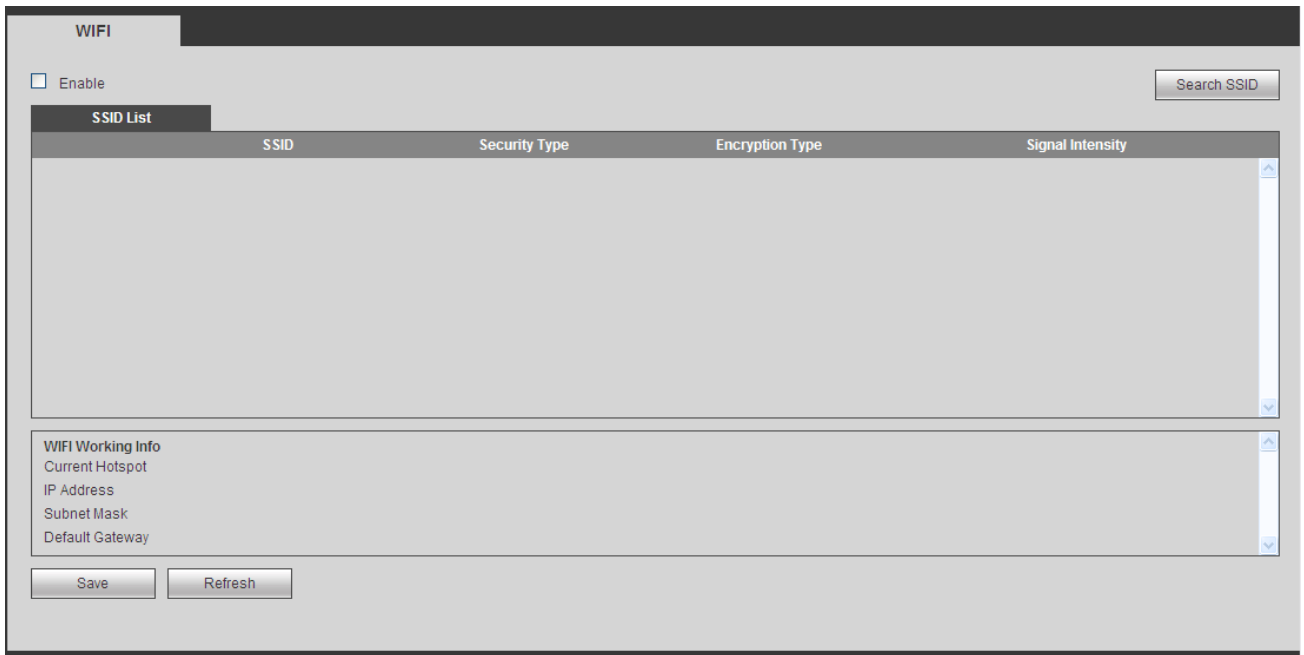 WIFI
Enable
Search SSID
SSID List
SSID Security Type Encryption Type Signal Intensity
WIFI Working Info
Current Hotspot
IP Address
Subnet Mask
Default Gateway
Save Refresh